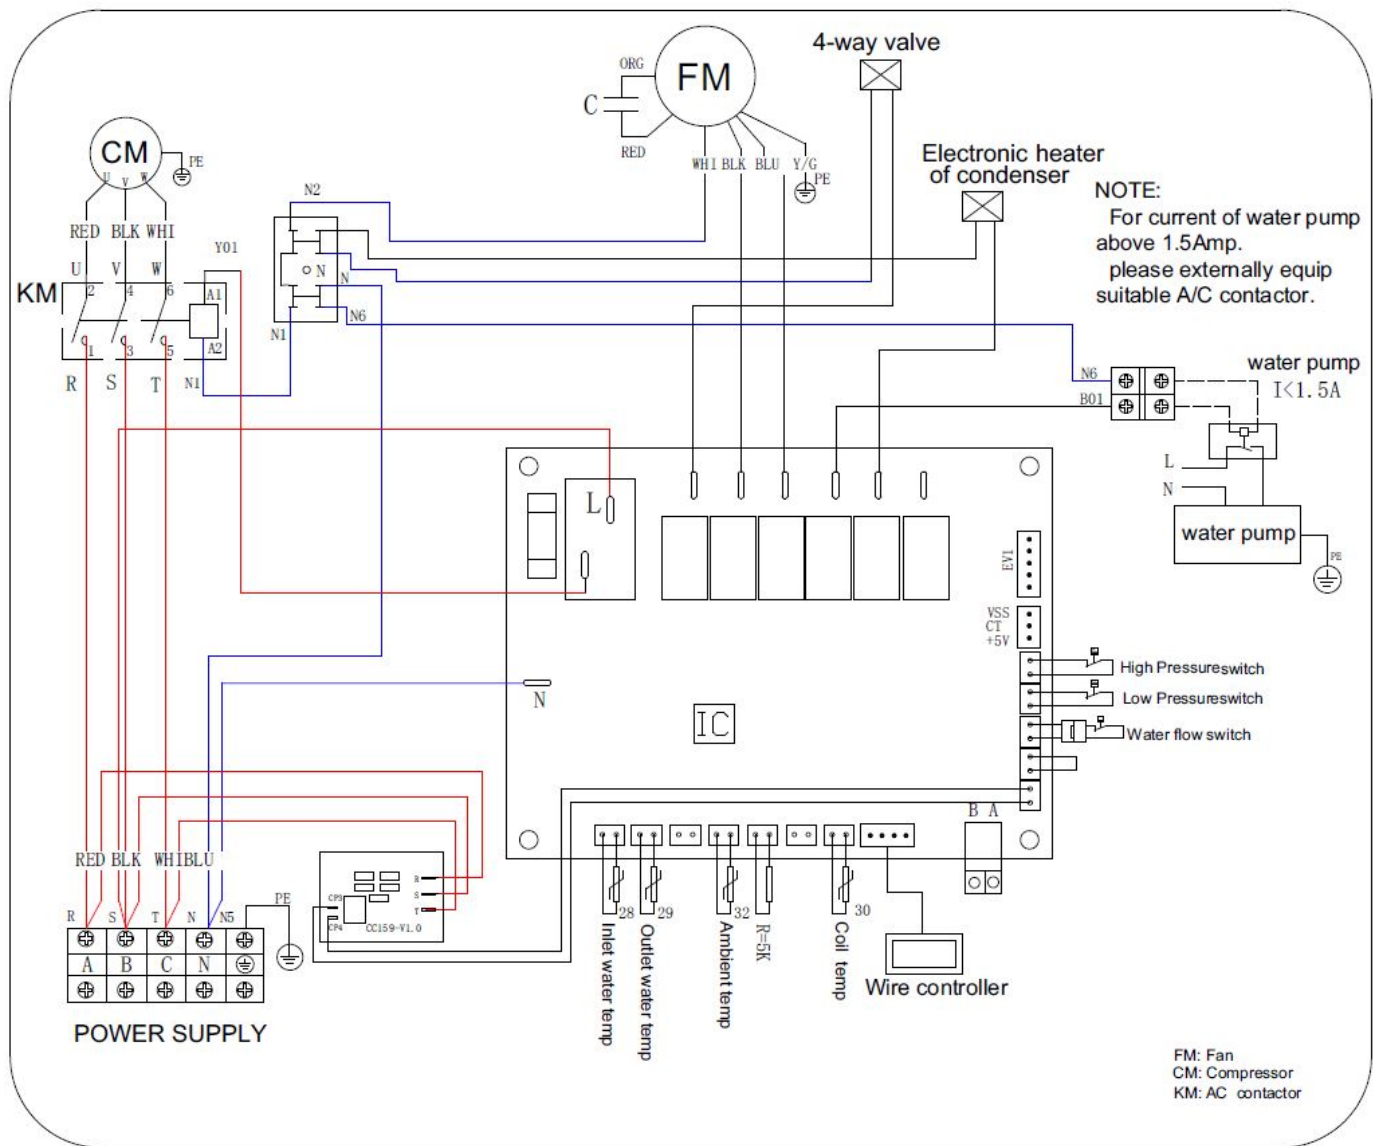 4-way valve
ORG
FM
C
RED
CM
PE
U V W
WHI BLK BLU Y/G
PE
Electronic heater
of condenser
NOTE:
For current of water pump
above 1.5Amp.
please externally equip
suitable A/C contactor.
N2
RED BLK WHI
Y01
U V W
KM
2 4 6 A1
N N
1 3 5 A2
N1 N6
R S T N1
water pump
I<1.5A
N6
B01
L
N
water pump
PE
L
EV1
VSS
CT
+5V
High Pressureswitch
Low Pressureswitch
Water flow switch
N
IC
B A
RED BLK WHIBLU
R S T N N5 PE
A B C N
POWER SUPPLY
R
S
T
CP3
CP4
CC159-V1.0
28 29 32 30
Inlet water temp
Outlet water temp
Ambient temp
R=5K
Coil temp
Wire controller
FM: Fan
CM: Compressor
KM: AC contactor